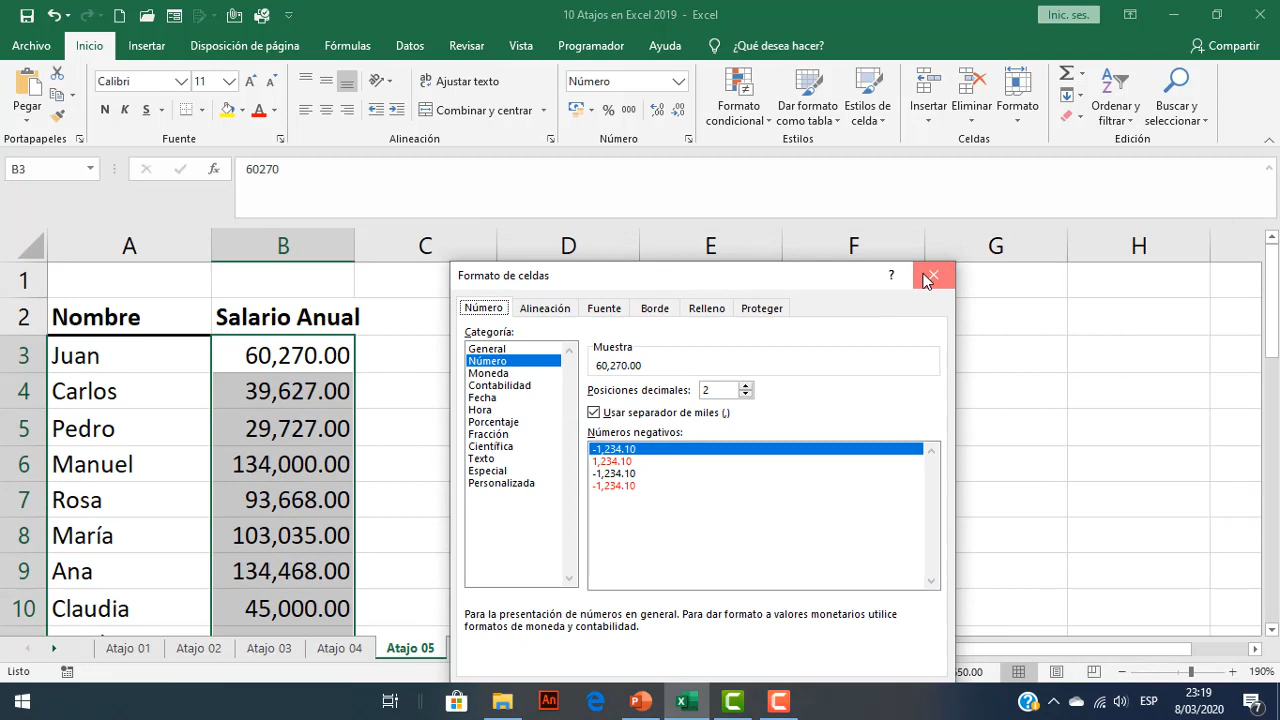 10 Atajos en Excel 2019 - Excel
Inic. ses.
Archivo Inicio Insertar Disposición de página Fórmulas Datos Revisar Vista Programador Ayuda ¿Qué desea hacer? Compartir
Pegar
Calibri 11
N K S
Ajustar texto
Combinar y centrar
Número
% 000
Formato condicional
Dar formato como tabla
Estilos de celda
Insertar
Eliminar
Formato
Ordenar y filtrar
Buscar y seleccionar
Portapapeles Fuente Alineación Número Estilos Celdas Edición
B3 fx 60270
A B C D E F G H
1
2 Nombre Salario Anual
3 Juan 60,270.00
4 Carlos 39,627.00
5 Pedro 29,727.00
6 Manuel 134,000.00
7 Rosa 93,668.00
8 María 103,035.00
9 Ana 134,468.00
10 Claudia 45,000.00
Formato de celdas ?
Número Alineación Fuente Borde Relleno Proteger
Categoría:
General
Número
Moneda
Contabilidad
Fecha
Hora
Porcentaje
Fracción
Científica
Texto
Especial
Personalizada
Muestra
60,270.00
Posiciones decimales: 2
Usar separador de miles (,)
Números negativos:
-1,234.10
1,234.10
-1,234.10
-1,234.10
Para la presentación de números en general. Para dar formato a valores monetarios utilice
formatos de moneda y contabilidad.
Atajo 01 Atajo 02 Atajo 03 Atajo 04 Atajo 05
Listo
190%
An
ESP
23:19
8/03/2020
7